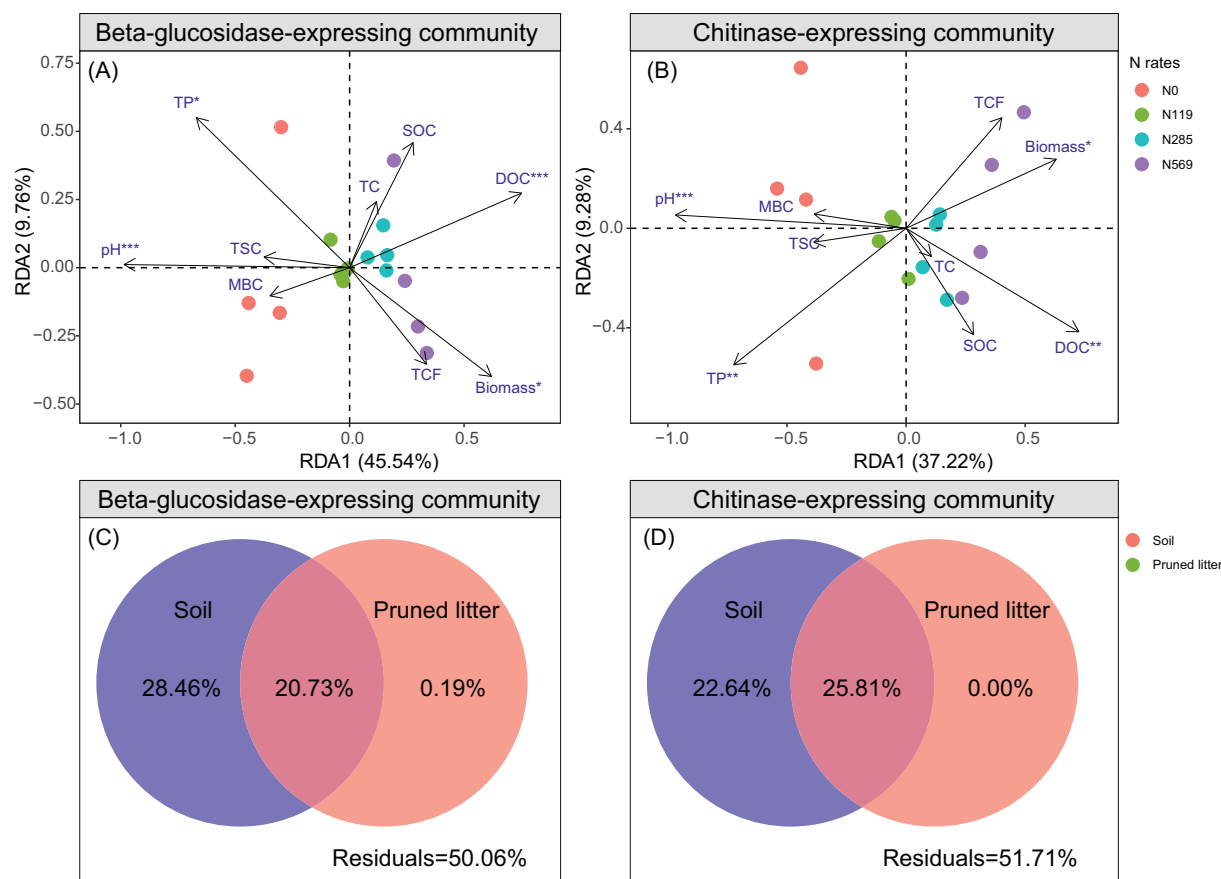 Beta-glucosidase-expressing community
(A)
RDA2 (9.76%)
0.75
0.50
0.25
0.00
−0.25
−0.50
TP*
SOC
TC
DOC***
pH***
TSC
MBC
TCF
Biomass*
−1.0
−0.5
0.0
0.5
RDA1 (45.54%)
Chitinase-expressing community
(B)
RDA2 (9.28%)
0.4
0.0
−0.4
TCF
Biomass*
pH***
MBC
TSC
TC
SOC
DOC**
TP**
−1.0
−0.5
0.0
0.5
RDA1 (37.22%)
N rates
N0
N119
N285
N569
Beta-glucosidase-expressing community
(C)
Soil
Pruned litter
28.46%
20.73%
0.19%
Residuals=50.06%
Chitinase-expressing community
(D)
Soil
Pruned litter
22.64%
25.81%
0.00%
Residuals=51.71%
Soil
Pruned litter